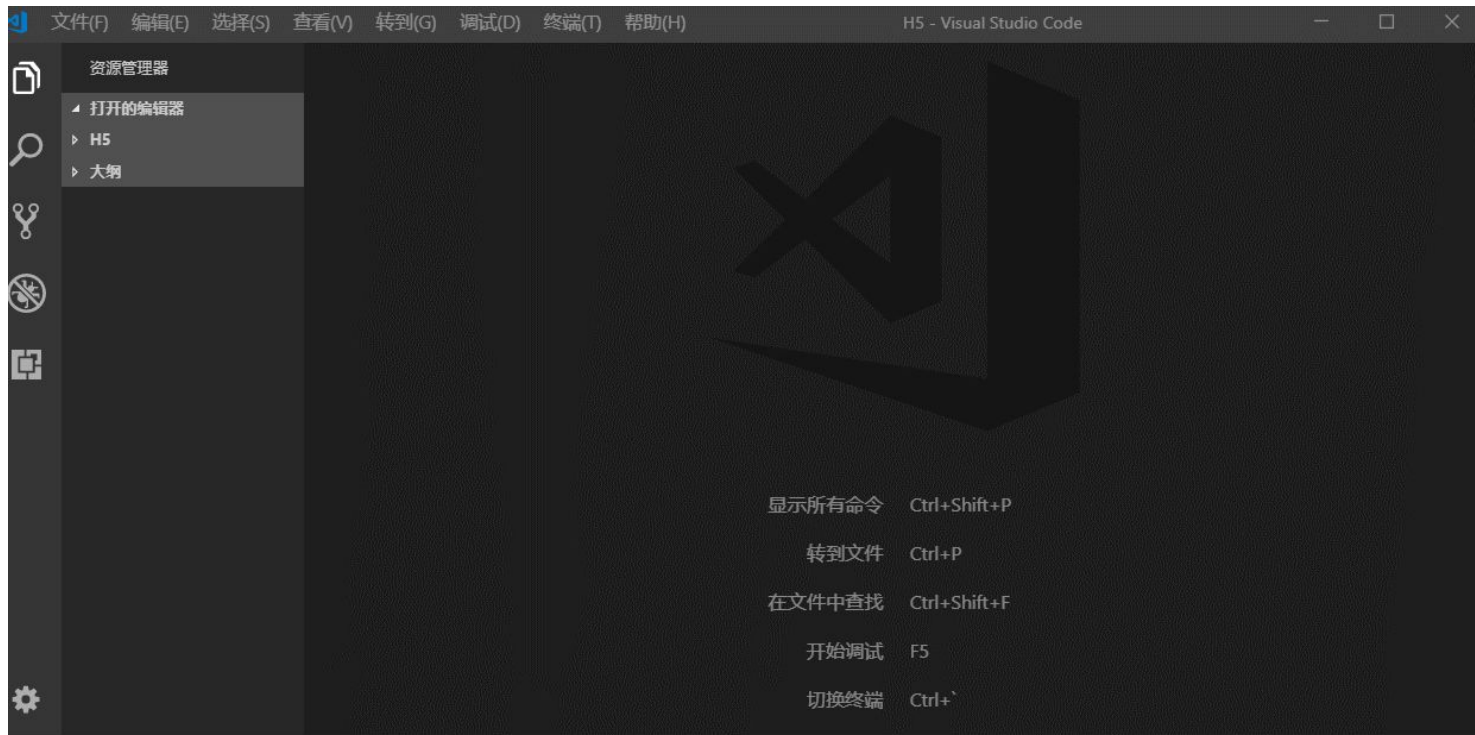 文件(F) 编辑(E) 选择(S) 查看(V) 转到(G) 调试(D) 终端(T) 帮助(H) H5 - Visual Studio Code
资源管理器
打开的编辑器
H5
大纲
显示所有命令 Ctrl+Shift+P
转到文件 Ctrl+P
在文件中查找 Ctrl+Shift+F
开始调试 F5
切换终端 Ctrl+`